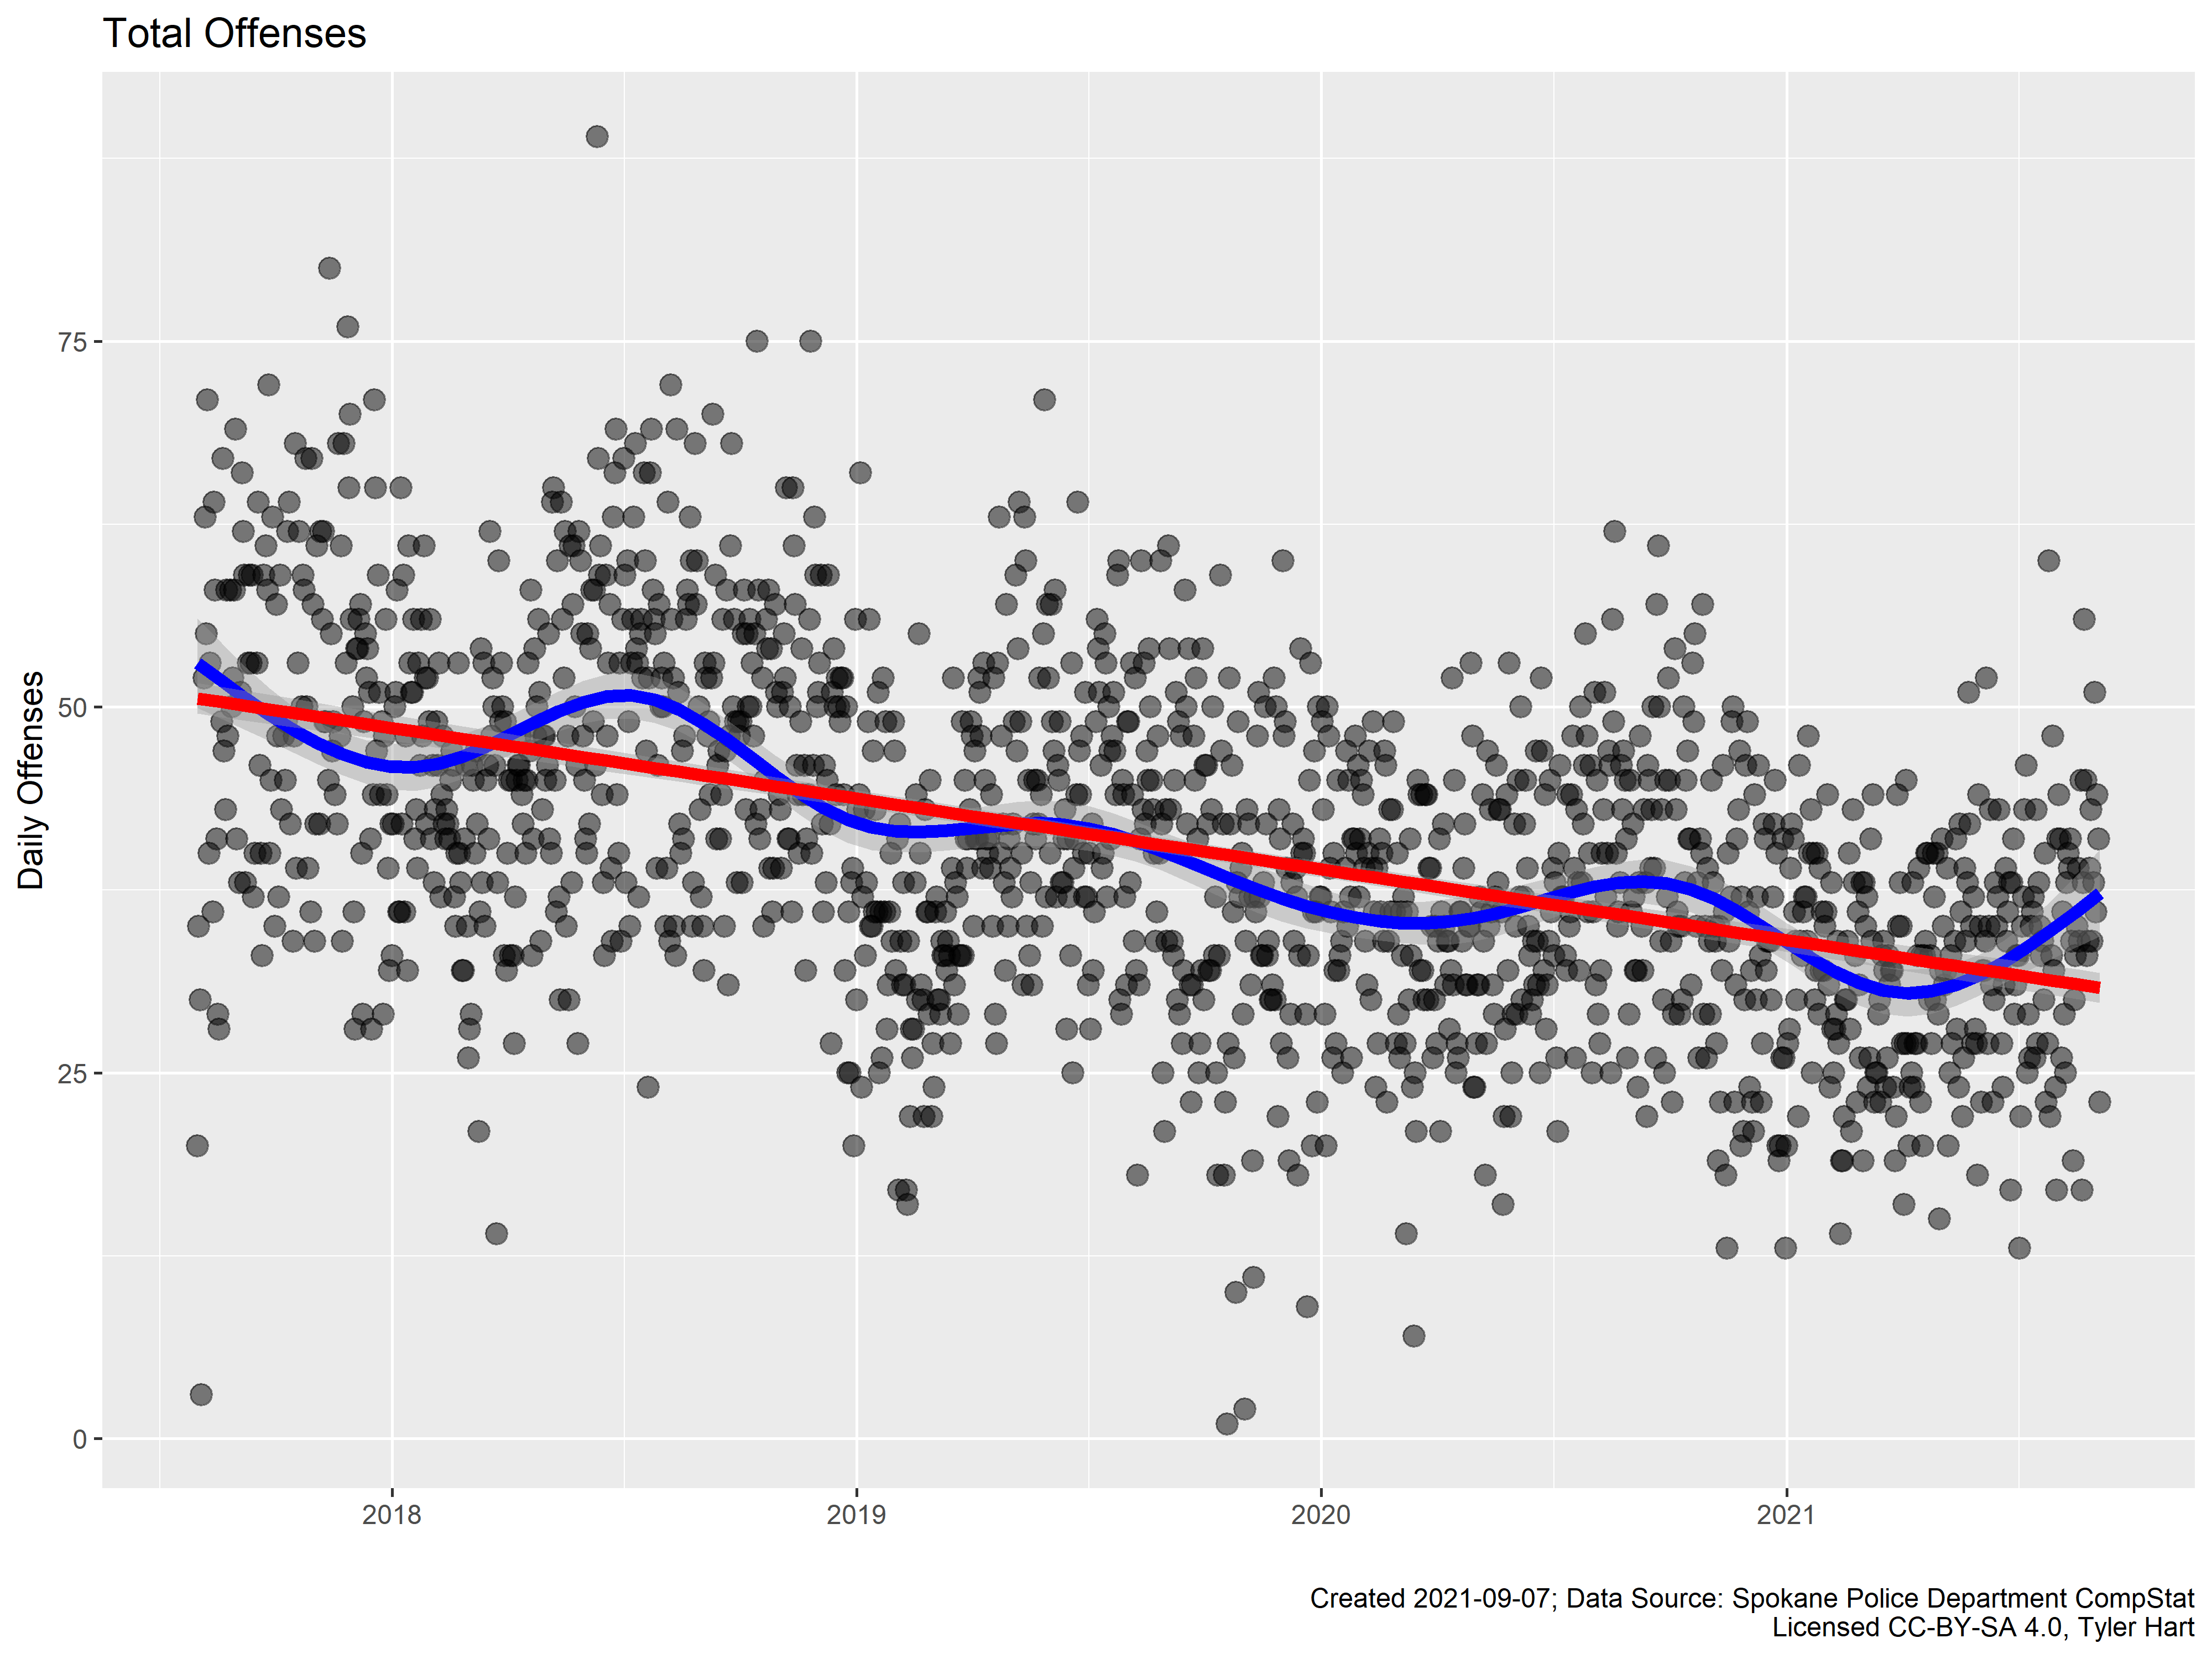 Total Offenses
Daily Offenses
75
50
25
0
2018
2019
2020
2021
Created 2021-09-07; Data Source: Spokane Police Department CompStat
Licensed CC-BY-SA 4.0, Tyler Hart